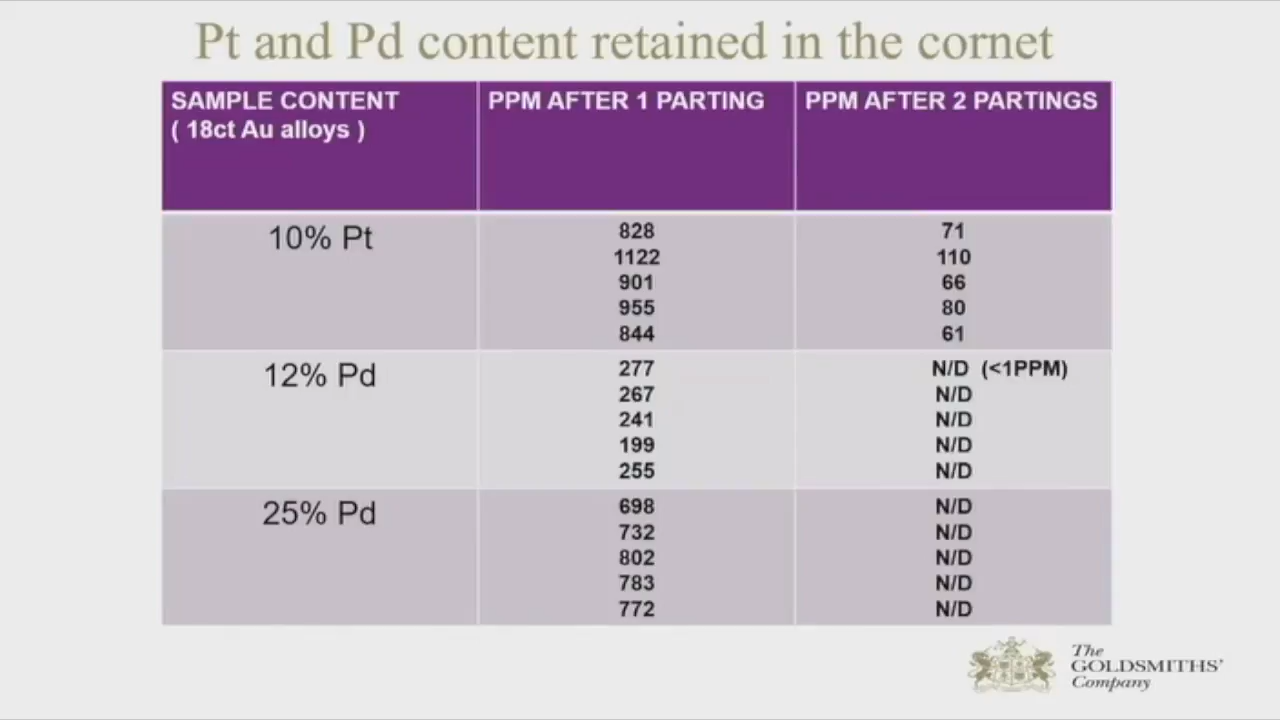 Pt and Pd content retained in the cornet
SAMPLE CONTENT
( 18ct Au alloys )
PPM AFTER 1 PARTING
PPM AFTER 2 PARTINGS
10% Pt
828
1122
901
955
844
71
110
66
80
61
12% Pd
277
267
241
199
255
N/D (<1PPM)
N/D
N/D
N/D
N/D
25% Pd
698
732
802
783
772
N/D
N/D
N/D
N/D
N/D
The
GOLDSMITHS'
Company